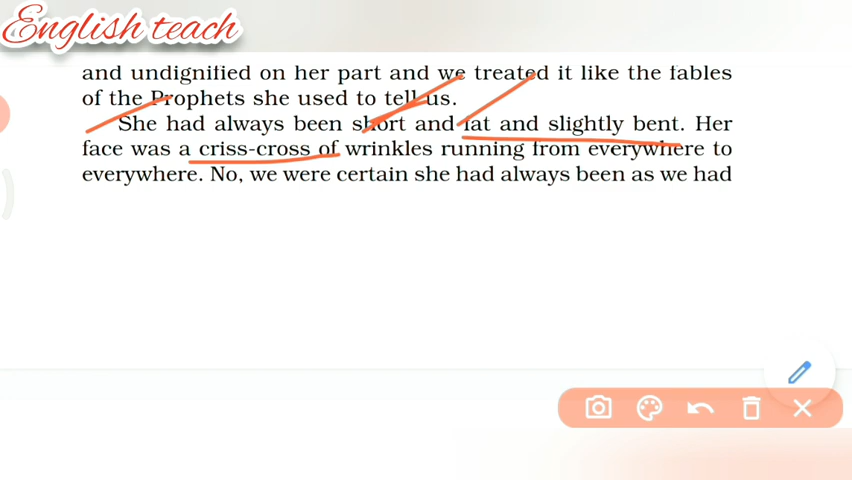 English teach
and undignified on her part and we treated it like the fables
of the Prophets she used to tell us.
She had always been short and fat and slightly bent. Her
face was a criss-cross of wrinkles running from everywhere to
everywhere. No, we were certain she had always been as we had